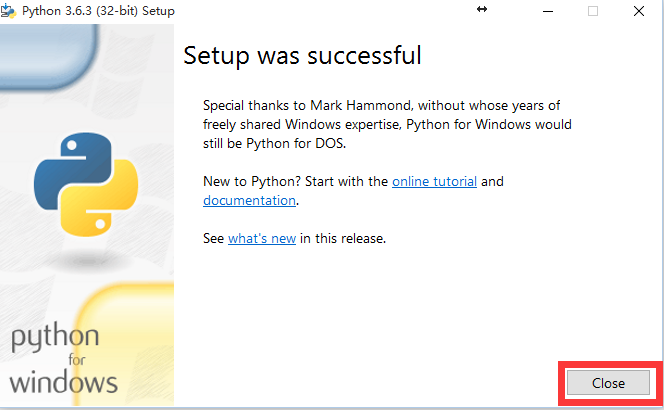 Python 3.6.3 (32-bit) Setup
Setup was successful
Special thanks to Mark Hammond, without whose years of
freely shared Windows expertise, Python for Windows would
still be Python for DOS.
New to Python? Start with the online tutorial and
documentation.
See what's new in this release.
python
for
windows
Close